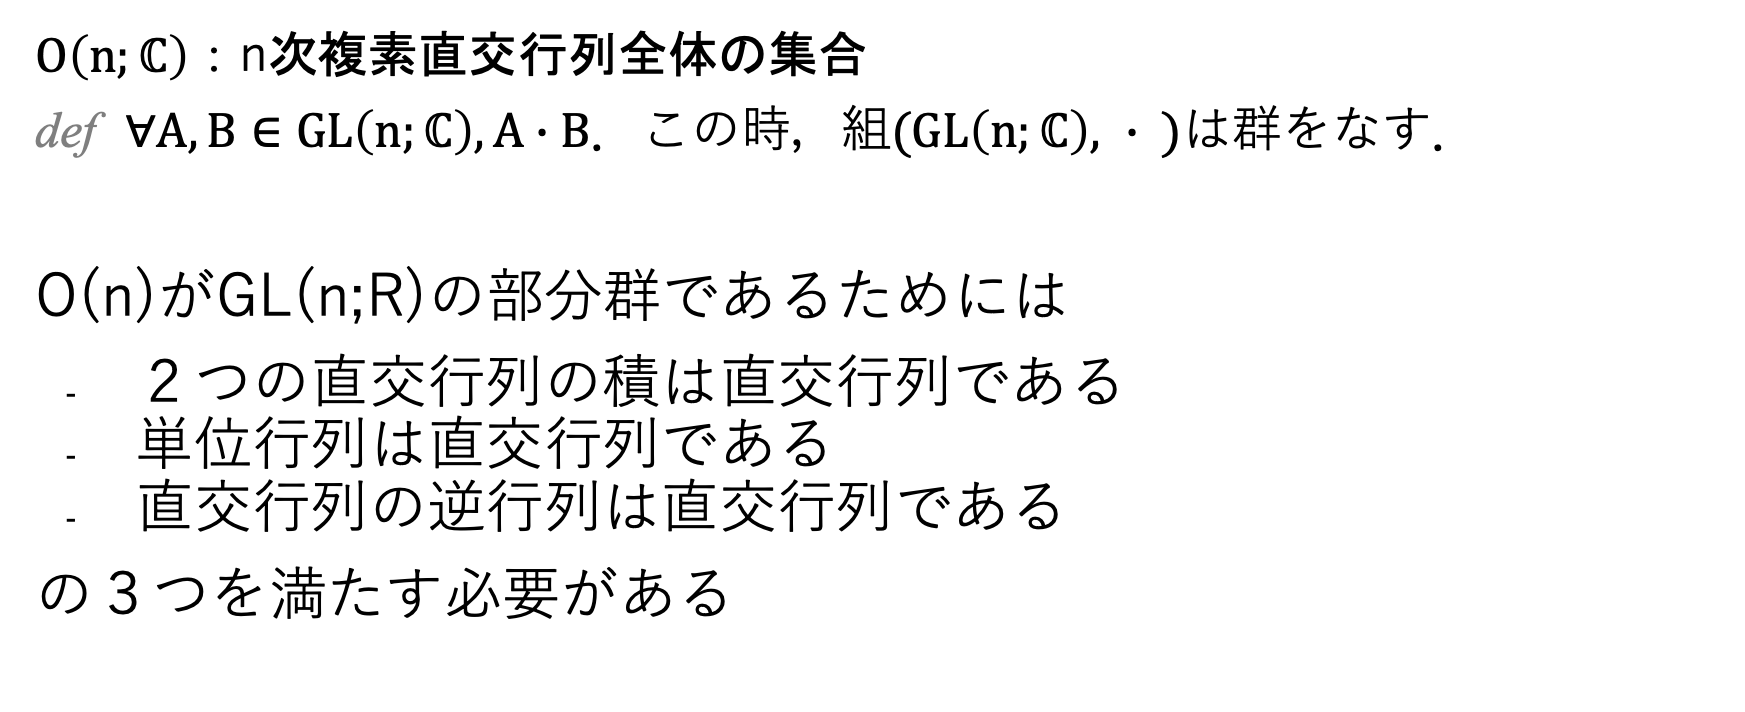 O(n; ℂ)：n次複素直交行列全体の集合
def ∀A, B ∈ GL(n; ℂ), A · B. この時, 組(GL(n; ℂ), · )は群をなす.
O(n)がGL(n;R)の部分群であるためには
- ２つの直交行列の積は直交行列である
- 単位行列は直交行列である
- 直交行列の逆行列は直交行列である
の３つを満たす必要がある